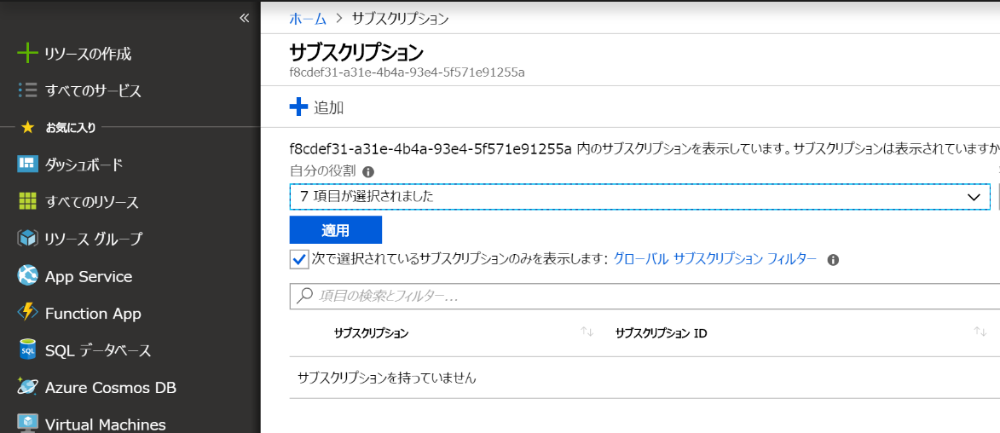 «
ホーム > サブスクリプション
サブスクリプション
f8cdef31-a31e-4b4a-93e4-5f571e91255a
リソースの作成
すべてのサービス
追加
お気に入り
f8cdef31-a31e-4b4a-93e4-5f571e91255a 内のサブスクリプションを表示しています。サブスクリプションは表示されていますか
ダッシュボード
自分の役割
すべてのリソース
7 項目が選択されました
リソース グループ
適用
次で選択されているサブスクリプションのみを表示します: グローバル サブスクリプション フィルター
App Service
項目の検索とフィルター...
Function App
サブスクリプション サブスクリプション ID
SQL データベース
サブスクリプションを持っていません
Azure Cosmos DB
Virtual Machines